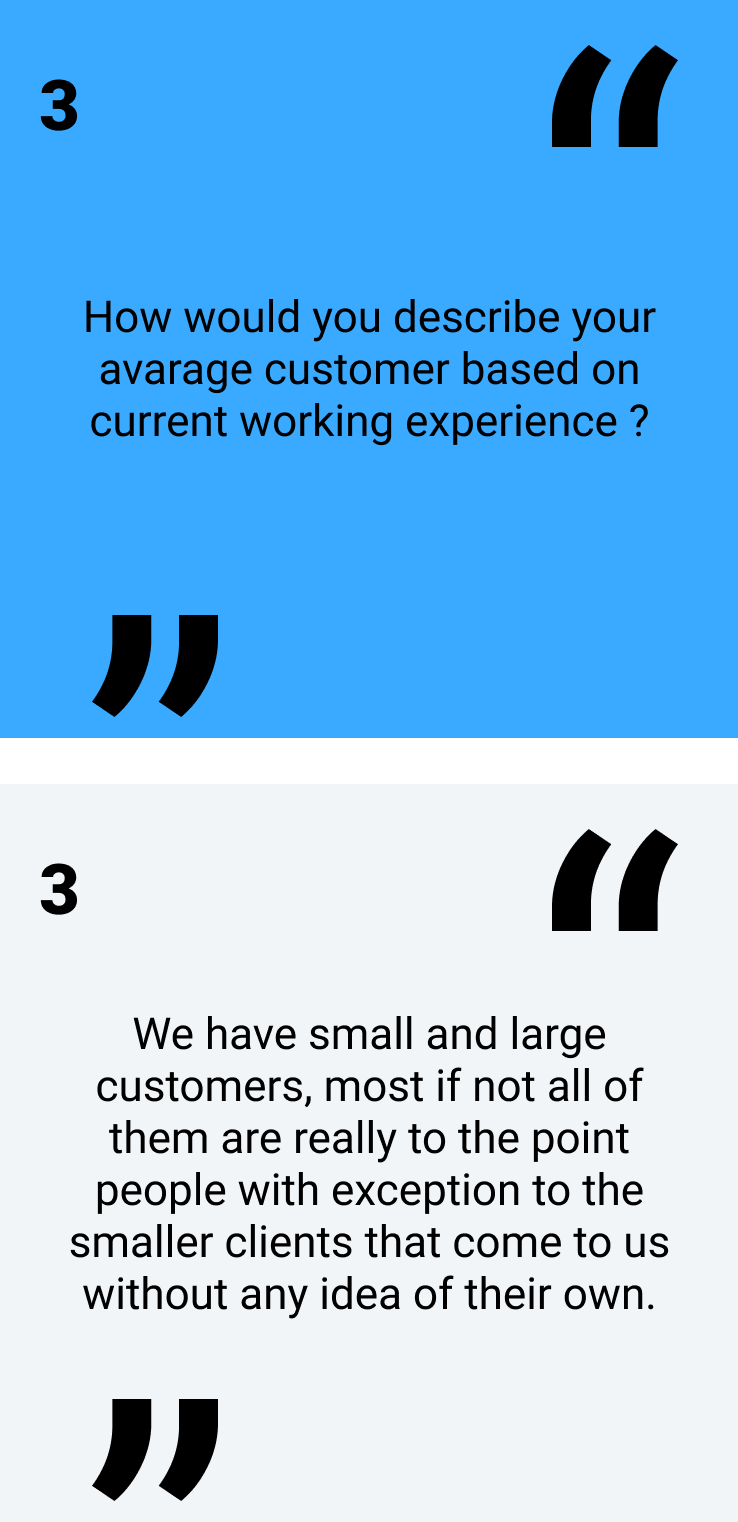 3
“
How would you describe your
avarage customer based on
current working experience ?
”
3
“
We have small and large
customers, most if not all of
them are really to the point
people with exception to the
smaller clients that come to us
without any idea of their own.
”